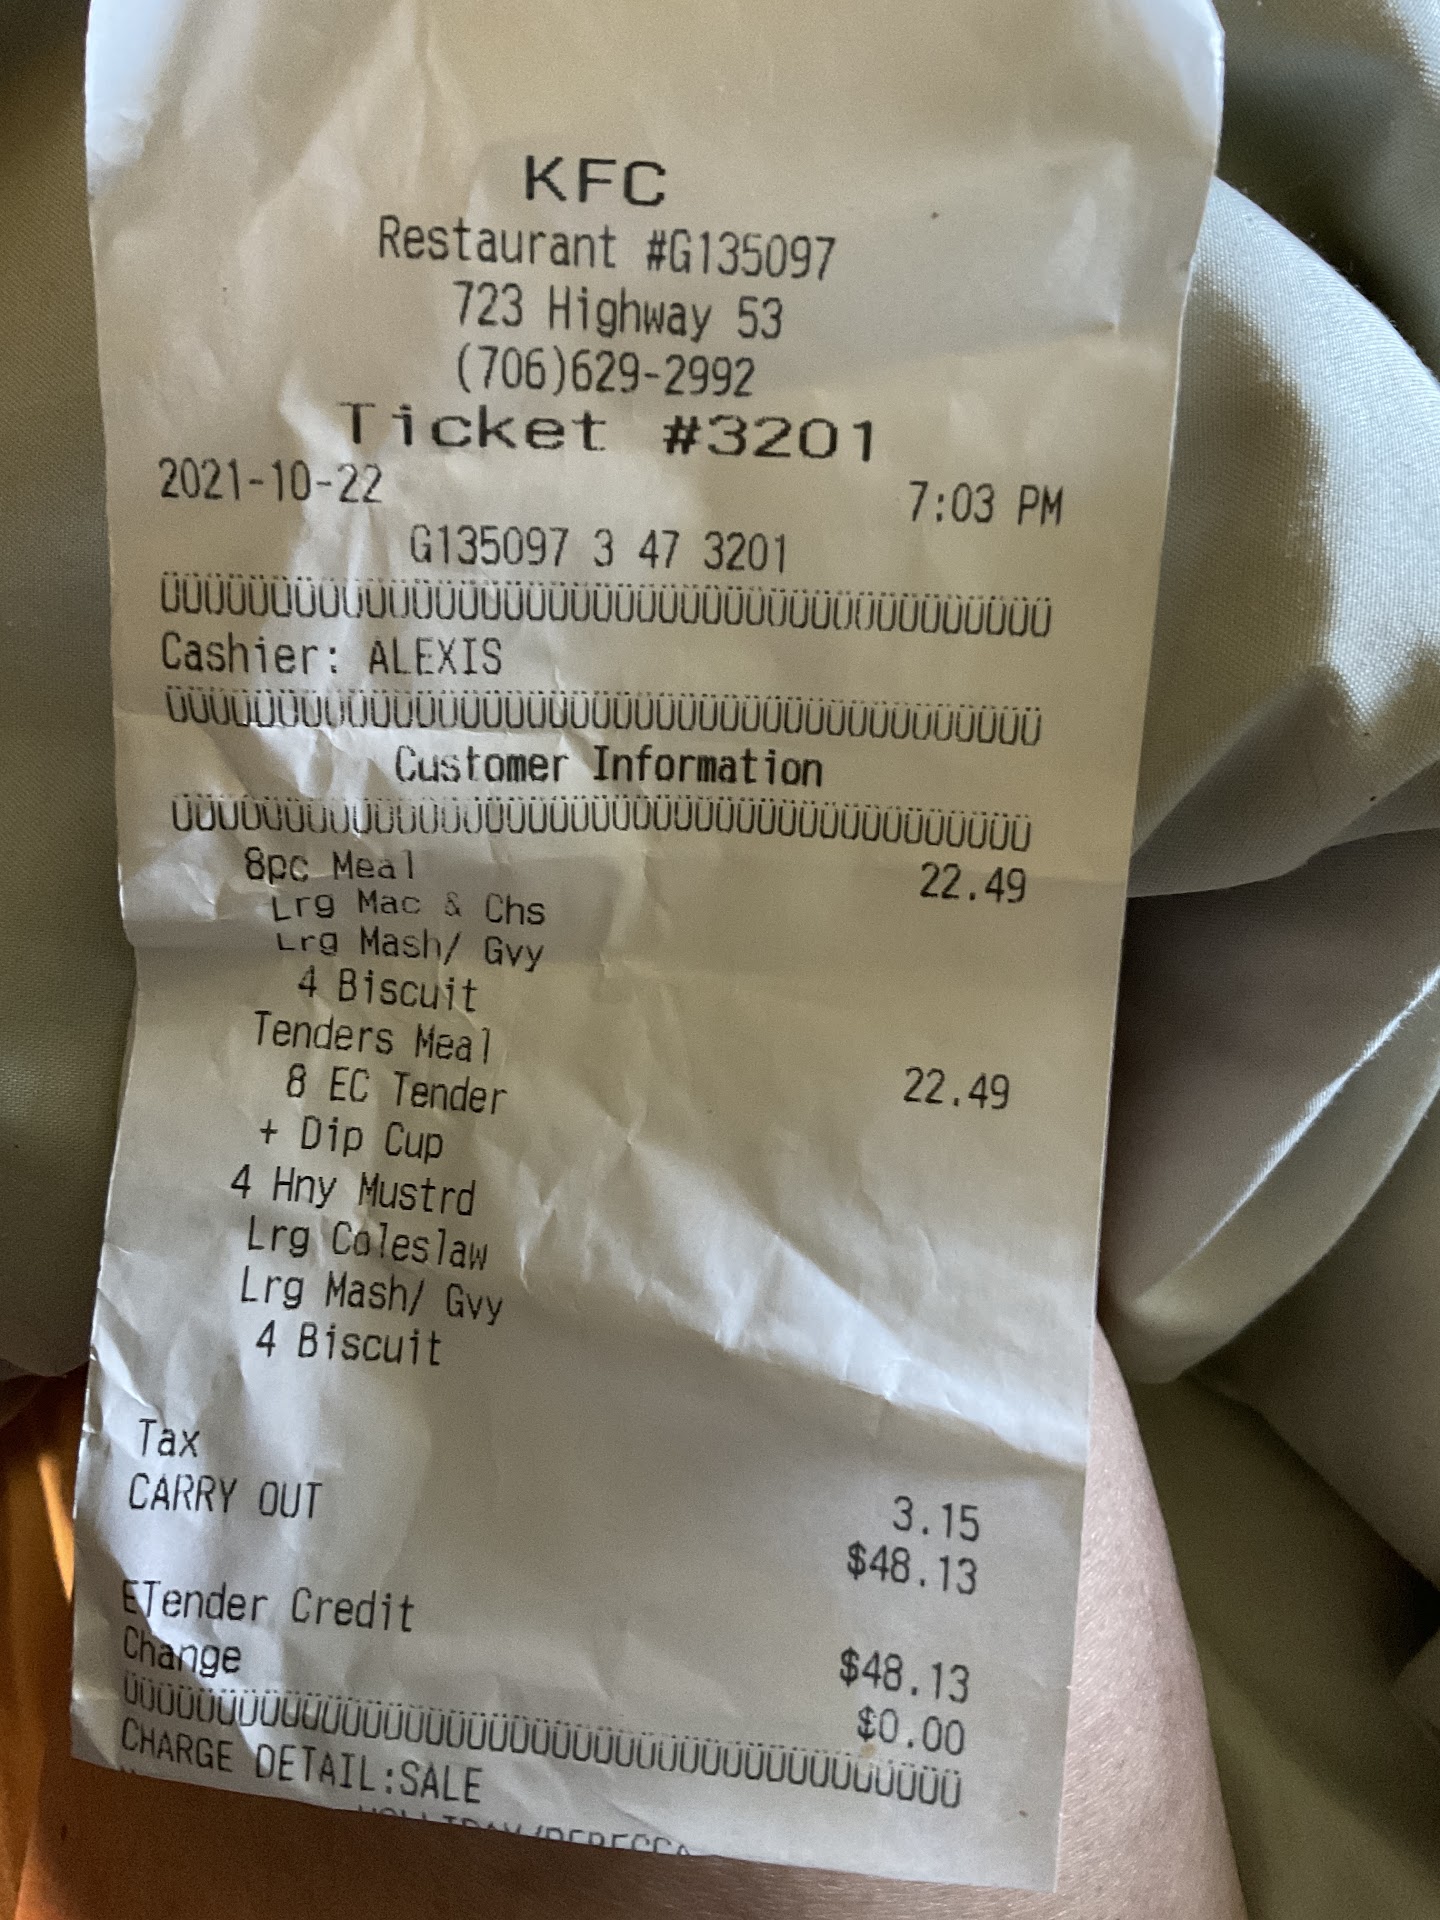 KFC
Restaurant #G135097
723 Highway 53
(706)629-2992
Ticket #3201
2021-10-22 7:03 PM
G135097 3 47 3201
ÜÜÜÜÜÜÜÜÜÜÜÜÜÜÜÜÜÜÜÜÜÜÜÜÜÜÜÜÜÜÜÜÜÜÜÜÜÜÜÜ
Cashier: ALEXIS
ÜÜÜÜÜÜÜÜÜÜÜÜÜÜÜÜÜÜÜÜÜÜÜÜÜÜÜÜÜÜÜÜÜÜÜÜÜÜÜÜ
Customer Information
ÜÜÜÜÜÜÜÜÜÜÜÜÜÜÜÜÜÜÜÜÜÜÜÜÜÜÜÜÜÜÜÜÜÜÜÜÜÜÜÜ
8pc Meal 22.49
Lrg Mac & Chs
Lrg Mash/ Gvy
4 Biscuit
Tenders Meal 22.49
8 EC Tender
+ Dip Cup
4 Hny Mustrd
Lrg Coleslaw
Lrg Mash/ Gvy
4 Biscuit
Tax 3.15
CARRY OUT $48.13
ETender Credit $48.13
Change $0.00
ÜÜÜÜÜÜÜÜÜÜÜÜÜÜÜÜÜÜÜÜÜÜÜÜÜÜÜÜÜÜÜÜÜÜÜÜÜÜÜÜ
CHARGE DETAIL:SALE